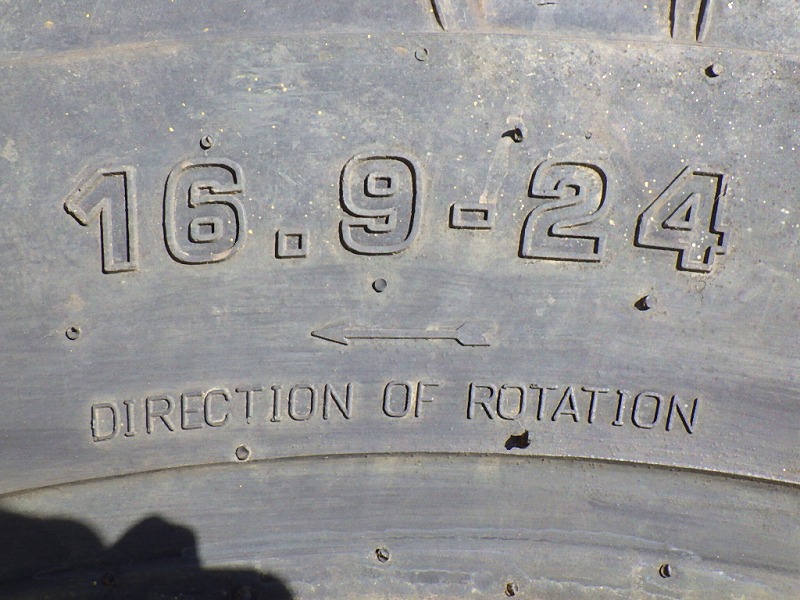 16.9-24
DIRECTION OF ROTATION